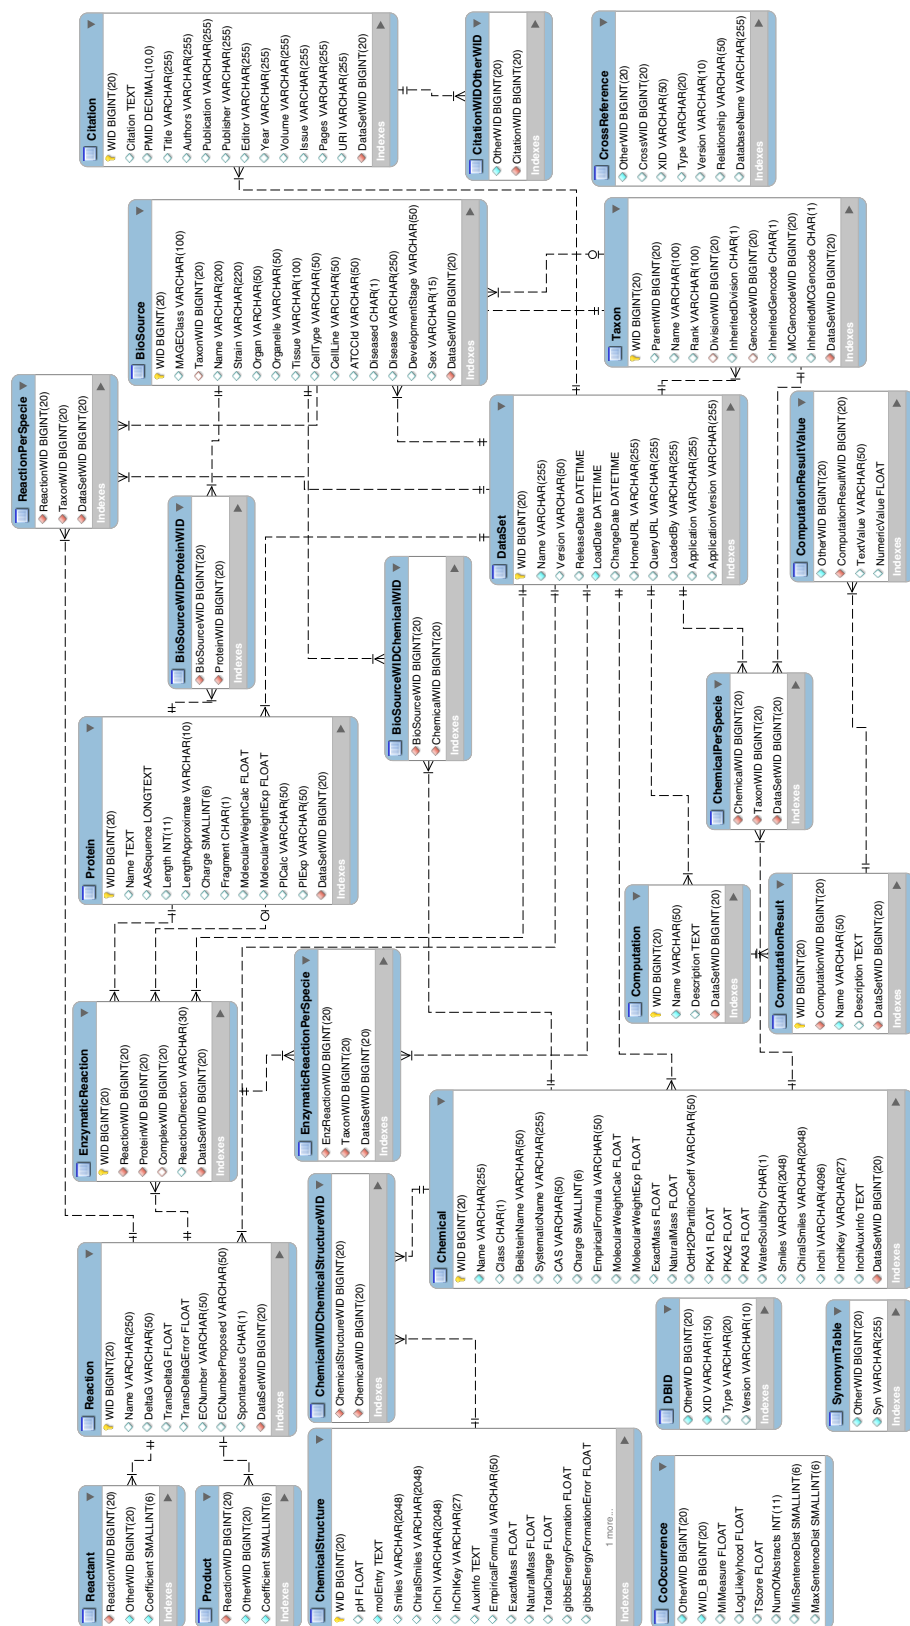 Citation
WID BIGINT(20)
Citation TEXT
PMID DECIMAL(10,0)
Title VARCHAR(255)
Authors VARCHAR(255)
Publication VARCHAR(255)
Publisher VARCHAR(255)
Editor VARCHAR(255)
Year VARCHAR(255)
Volume VARCHAR(255)
Issue VARCHAR(255)
Pages VARCHAR(255)
URI VARCHAR(255)
DataSetWID BIGINT(20)
Indexes
CitationWIDOtherWID
OtherWID BIGINT(20)
CitationWID BIGINT(20)
Indexes
CrossReference
OtherWID BIGINT(20)
CrossWID BIGINT(20)
XID VARCHAR(50)
Type VARCHAR(20)
Version VARCHAR(10)
Relationship VARCHAR(50)
DatabaseName VARCHAR(255)
Indexes
BioSource
WID BIGINT(20)
MAGEClass VARCHAR(100)
TaxonWID BIGINT(20)
Name VARCHAR(200)
Strain VARCHAR(220)
Organ VARCHAR(50)
Organelle VARCHAR(50)
Tissue VARCHAR(100)
CellType VARCHAR(50)
CellLine VARCHAR(50)
ATCCId VARCHAR(50)
Diseased CHAR(1)
Disease VARCHAR(250)
DevelopmentStage VARCHAR(50)
Sex VARCHAR(15)
DataSetWID BIGINT(20)
Indexes
Taxon
WID BIGINT(20)
ParentWID BIGINT(20)
Name VARCHAR(100)
Rank VARCHAR(100)
DivisionWID BIGINT(20)
InheritedDivision CHAR(1)
GencodeWID BIGINT(20)
InheritedGencode CHAR(1)
MCGencodeWID BIGINT(20)
InheritedMCGencode CHAR(1)
DataSetWID BIGINT(20)
Indexes
ReactionPerSpecie
ReactionWID BIGINT(20)
TaxonWID BIGINT(20)
DataSetWID BIGINT(20)
Indexes
BioSourceWIDProteinWID
BioSourceWID BIGINT(20)
ProteinWID BIGINT(20)
Indexes
DataSet
WID BIGINT(20)
Name VARCHAR(255)
Version VARCHAR(50)
ReleaseDate DATETIME
LoadDate DATETIME
ChangeDate DATETIME
HomeURL VARCHAR(255)
QueryURL VARCHAR(255)
LoadedBy VARCHAR(255)
Application VARCHAR(255)
ApplicationVersion VARCHAR(255)
Indexes
ComputationResultValue
OtherWID BIGINT(20)
ComputationResultWID BIGINT(20)
TextValue VARCHAR(50)
NumericValue FLOAT
Indexes
BioSourceWIDChemicalWID
BioSourceWID BIGINT(20)
ChemicalWID BIGINT(20)
Indexes
Protein
WID BIGINT(20)
Name TEXT
AASequence LONGTEXT
Length INT(11)
LengthApproximate VARCHAR(10)
Charge SMALLINT(6)
Fragment CHAR(1)
MolecularWeightCalc FLOAT
MolecularWeightExp FLOAT
PICalc VARCHAR(50)
PIExp VARCHAR(50)
DataSetWID BIGINT(20)
Indexes
ChemicalPerSpecie
ChemicalWID BIGINT(20)
TaxonWID BIGINT(20)
DataSetWID BIGINT(20)
Indexes
Computation
WID BIGINT(20)
Name VARCHAR(50)
Description TEXT
DataSetWID BIGINT(20)
Indexes
ComputationResult
WID BIGINT(20)
ComputationWID BIGINT(20)
Name VARCHAR(50)
Description TEXT
DataSetWID BIGINT(20)
Indexes
EnzymaticReaction
WID BIGINT(20)
ReactionWID BIGINT(20)
ProteinWID BIGINT(20)
ComplexWID BIGINT(20)
ReactionDirection VARCHAR(30)
DataSetWID BIGINT(20)
Indexes
EnzymaticReactionPerSpecie
EnzReactionWID BIGINT(20)
TaxonWID BIGINT(20)
DataSetWID BIGINT(20)
Indexes
Chemical
WID BIGINT(20)
Name VARCHAR(255)
Class CHAR(1)
BeilsteinName VARCHAR(50)
SystematicName VARCHAR(255)
CAS VARCHAR(50)
Charge SMALLINT(6)
EmpiricalFormula VARCHAR(50)
MolecularWeightCalc FLOAT
MolecularWeightExp FLOAT
ExactMass FLOAT
NaturalMass FLOAT
OctH2OPartitionCoeff VARCHAR(50)
PKA1 FLOAT
PKA2 FLOAT
PKA3 FLOAT
WaterSolubility CHAR(1)
Smiles VARCHAR(2048)
ChiralSmiles VARCHAR(2048)
Inchi VARCHAR(4096)
InchiKey VARCHAR(27)
InchiAuxInfo TEXT
DataSetWID BIGINT(20)
Indexes
ChemicalWIDChemicalStructureWID
ChemicalStructureWID BIGINT(20)
ChemicalWID BIGINT(20)
Indexes
Reaction
WID BIGINT(20)
Name VARCHAR(250)
DeltaG VARCHAR(50)
TransDeltaG FLOAT
TransDeltaGError FLOAT
ECNumber VARCHAR(50)
ECNumberProposed VARCHAR(50)
Spontaneous CHAR(1)
DataSetWID BIGINT(20)
Indexes
DBID
OtherWID BIGINT(20)
XID VARCHAR(150)
Type VARCHAR(20)
Version VARCHAR(10)
Indexes
SynonymTable
OtherWID BIGINT(20)
Syn VARCHAR(255)
Indexes
Reactant
ReactionWID BIGINT(20)
OtherWID BIGINT(20)
Coefficient SMALLINT(6)
Indexes
Product
ReactionWID BIGINT(20)
OtherWID BIGINT(20)
Coefficient SMALLINT(6)
Indexes
ChemicalStructure
WID BIGINT(20)
pH FLOAT
molEntry TEXT
Smiles VARCHAR(2048)
ChiralSmiles VARCHAR(2048)
InChI VARCHAR(2048)
InChIKey VARCHAR(27)
AuxInfo TEXT
EmpiricalFormula VARCHAR(50)
ExactMass FLOAT
NaturalMass FLOAT
TotalCharge FLOAT
gibbsEnergyFormation FLOAT
gibbsEnergyFormationError FLOAT
1 more...
Indexes
CoOccurrence
OtherWID BIGINT(20)
WID_B BIGINT(20)
MiMeasure FLOAT
LogLikelyhood FLOAT
TScore FLOAT
NumOfAbstracts INT(11)
MinSentenceDist SMALLINT(6)
MaxSentenceDist SMALLINT(6)